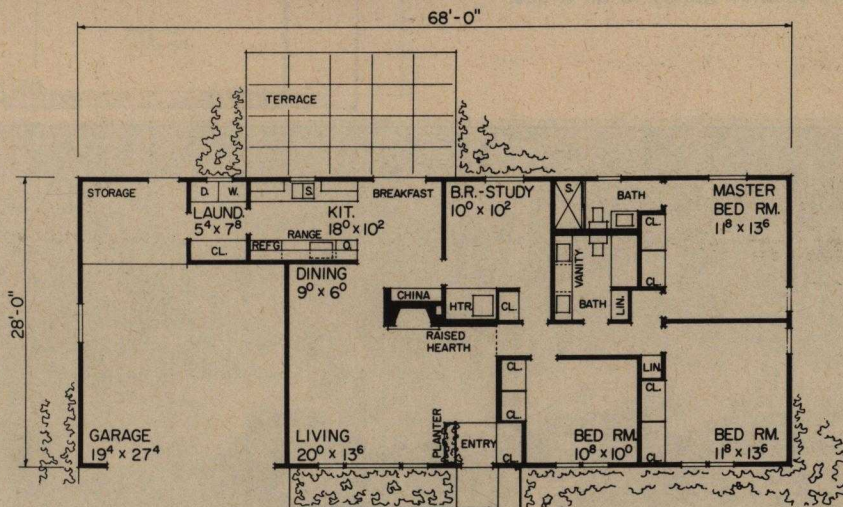 68'-0"
TERRACE
STORAGE
D. W.
S.
BREAKFAST
B.R.-STUDY
10⁰ x 10²
S.
BATH
MASTER
BED RM.
11⁸ x 13⁶
LAUND.
5⁴ x 7⁸
KIT.
18⁰ x 10²
RANGE
REF'G
O.
CL.
CL.
CL.
VANITY
BATH
LIN.
28'-0"
DINING
9⁰ x 6⁰
CHINA
HTR.
CL.
RAISED
HEARTH
CL.
CL.
LIN.
CL.
CL.
GARAGE
19⁴ x 27⁴
LIVING
20⁰ x 13⁶
PLANTER
ENTRY
CL.
BED RM.
10⁸ x 10⁰
BED RM.
11⁸ x 13⁶